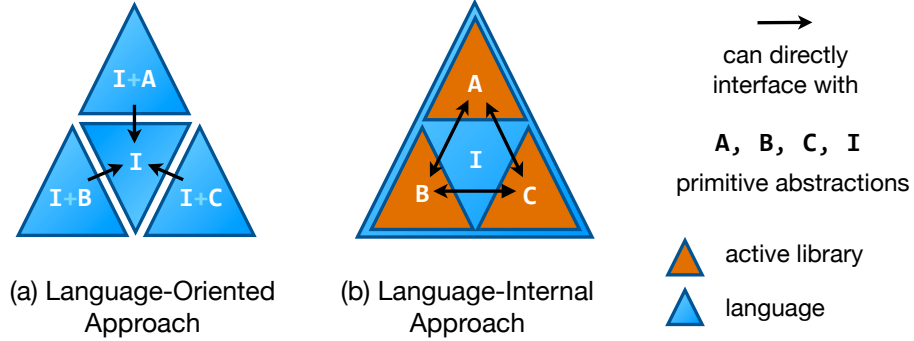 I+A
I
I+B
I+C
(a) Language-Oriented
Approach
A
I
B
C
(b) Language-Internal
Approach
can directly
interface with
A, B, C, I
primitive abstractions
active library
language